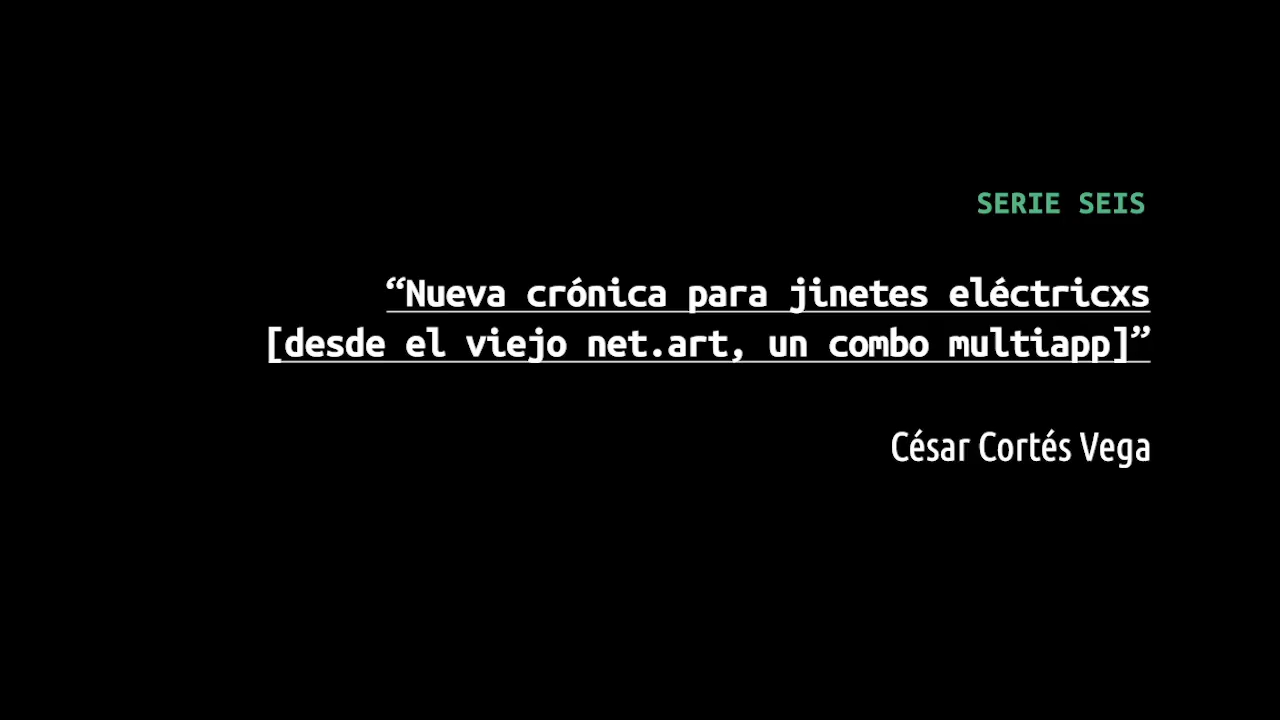 SERIE SEIS
“Nueva crónica para jinetes eléctricxs
[desde el viejo net.art, un combo multiapp]”
César Cortés Vega